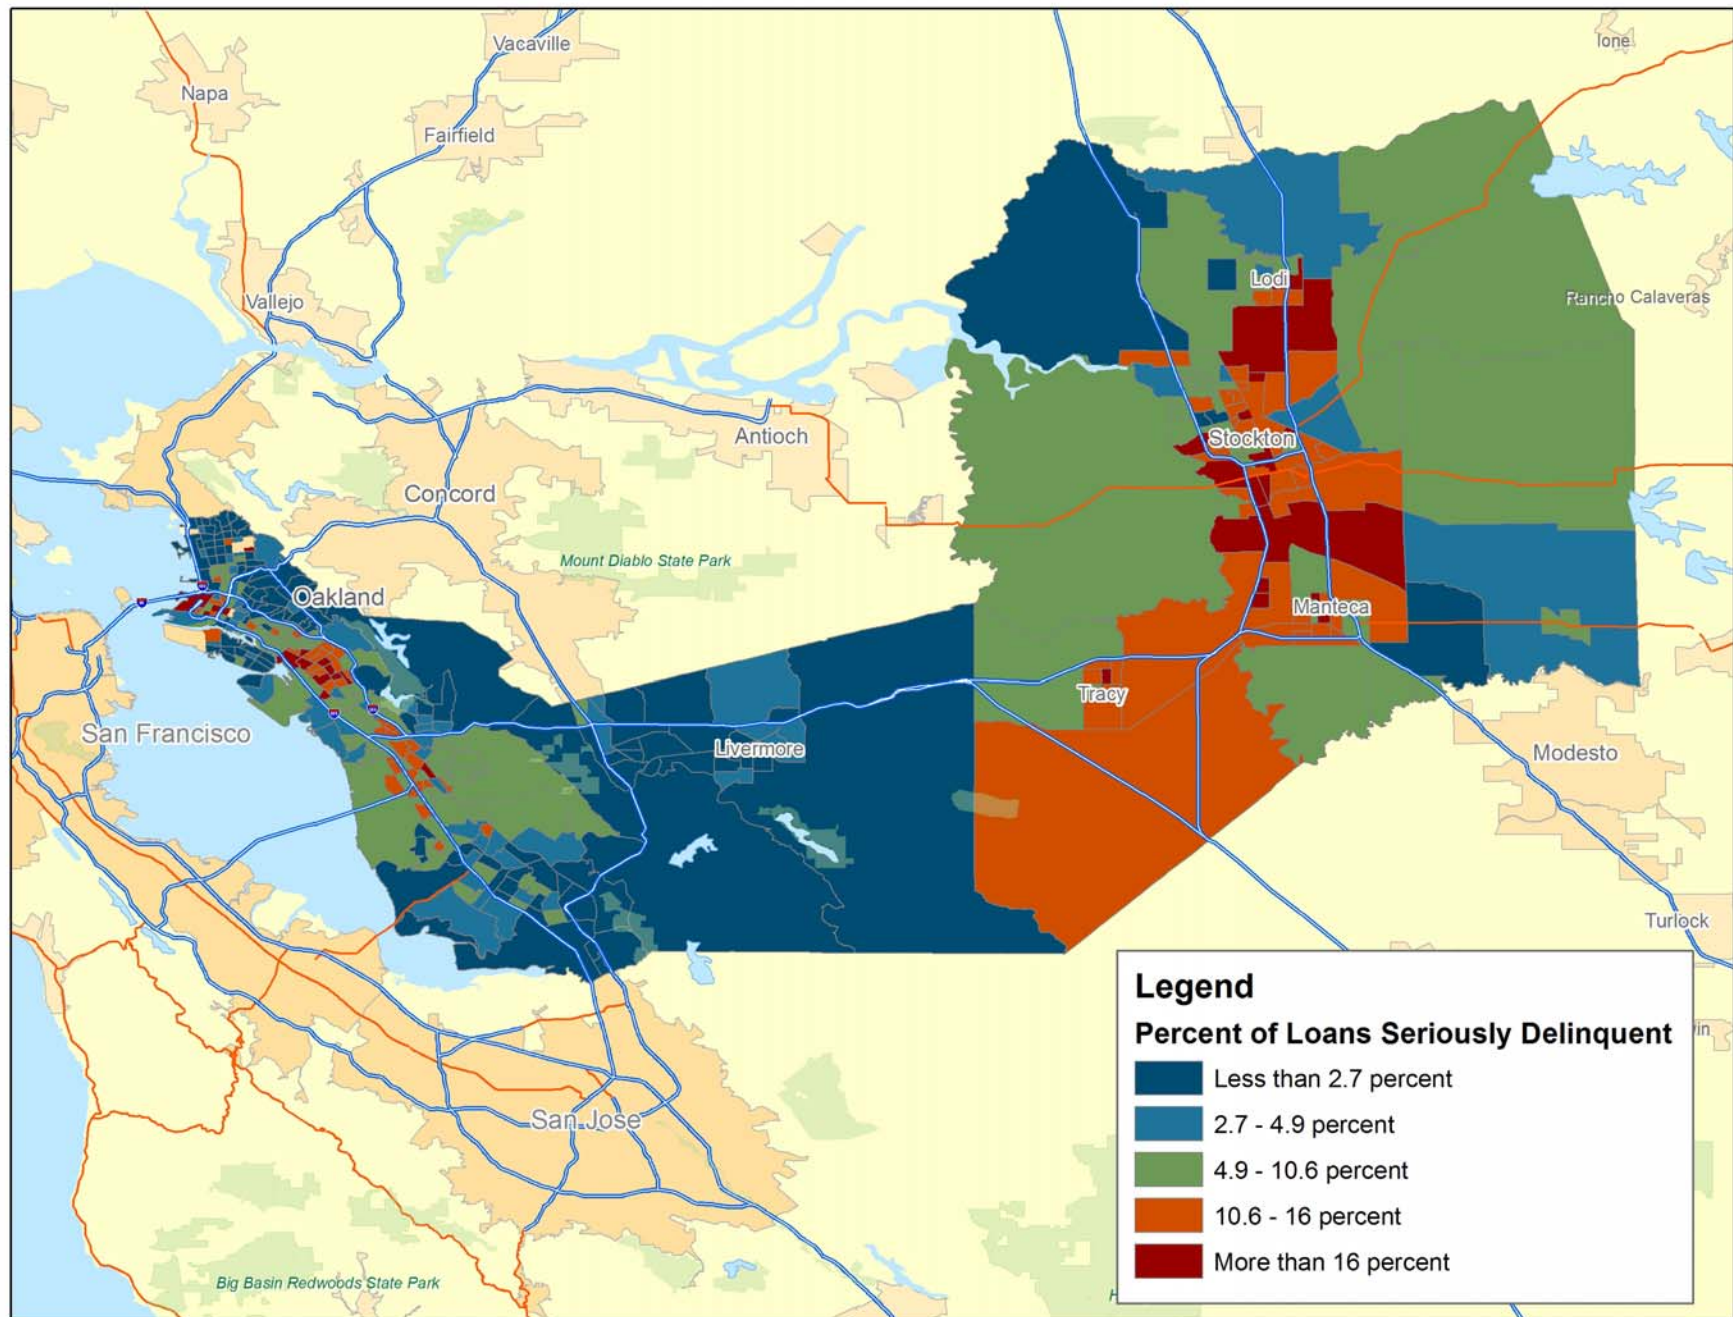 Vacaville
Ione
Napa
Fairfield
Vallejo
Lodi
Rancho Calaveras
Antioch
Stockton
Concord
Mount Diablo State Park
Oakland
Manteca
Tracy
San Francisco
Livermore
Modesto
Turlock
San Jose
Big Basin Redwoods State Park
H
Legend
Percent of Loans Seriously Delinquent
Less than 2.7 percent
2.7 - 4.9 percent
4.9 - 10.6 percent
10.6 - 16 percent
More than 16 percent